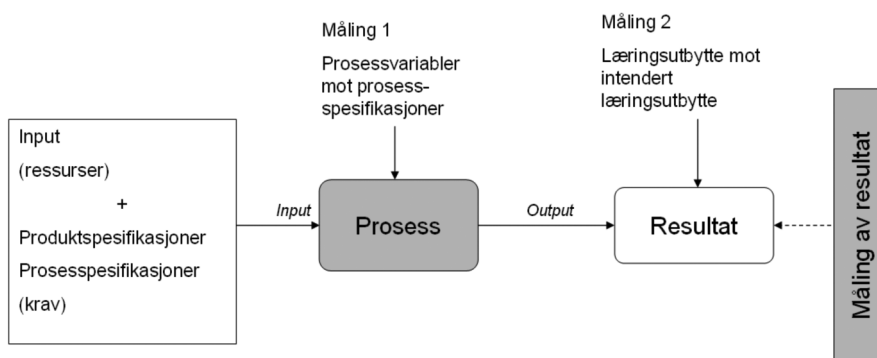 Måling 1
Prosessvariabler
mot prosess-
spesifikasjoner
Måling 2
Læringsutbytte mot
intendert
læringsutbytte
Input
(ressurser)
+
Produktspesifikasjoner
Prosesspesifikasjoner
(krav)
Input
Prosess
Output
Resultat
Måling av resultat